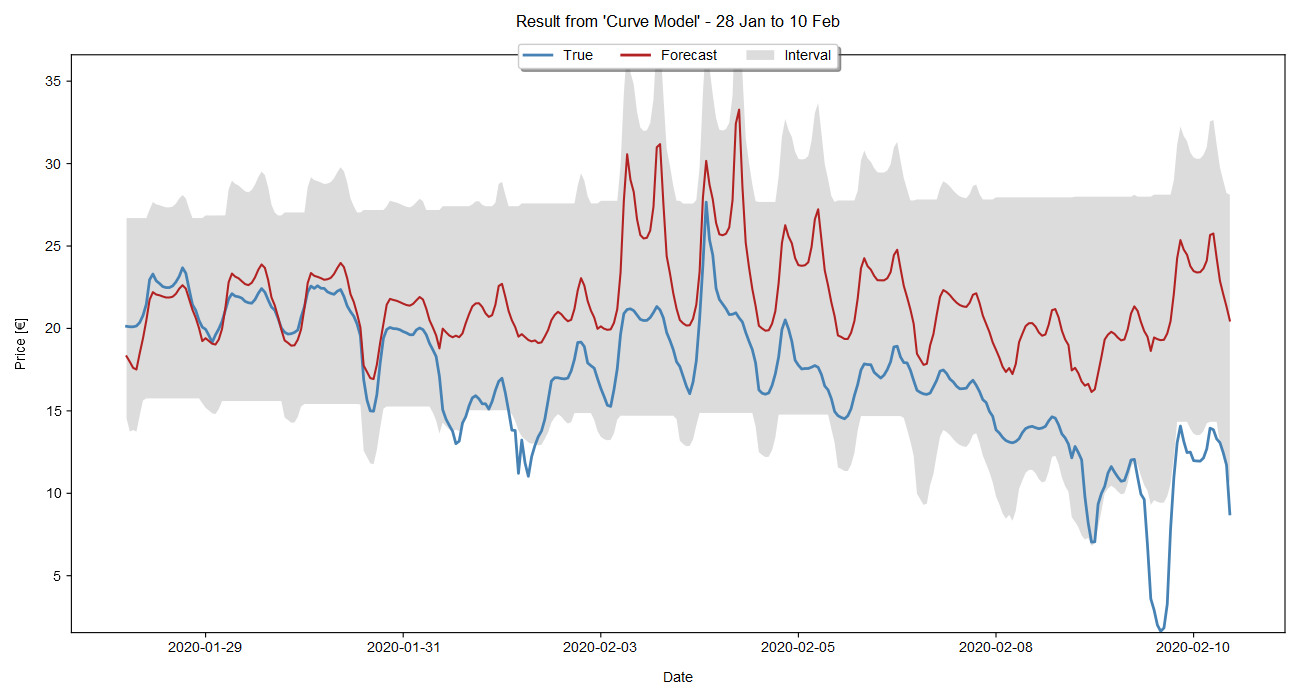 Result from 'Curve Model' - 28 Jan to 10 Feb
True Forecast Interval
35
30
25
20
15
10
5
Price [€]
2020-01-29 2020-01-31 2020-02-03 2020-02-05 2020-02-08 2020-02-10
Date